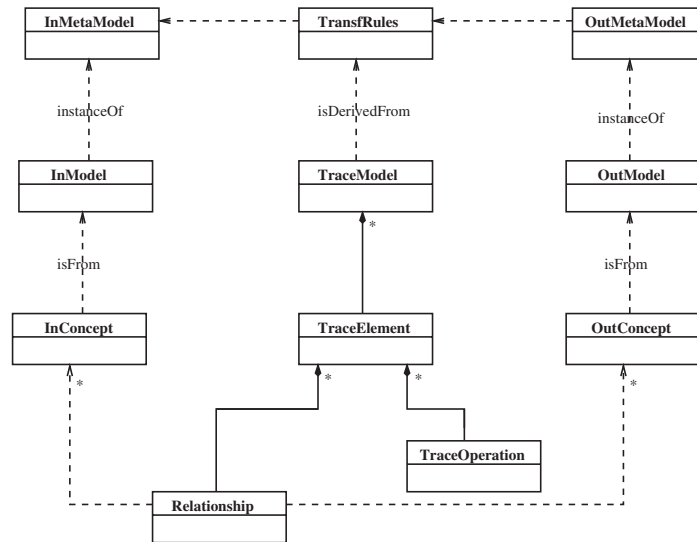 InMetaModel
TransfRules
OutMetaModel
instanceOf
isDerivedFrom
instanceOf
InModel
TraceModel
OutModel
*
isFrom
isFrom
InConcept
TraceElement
OutConcept
*
*
*
*
TraceOperation
Relationship